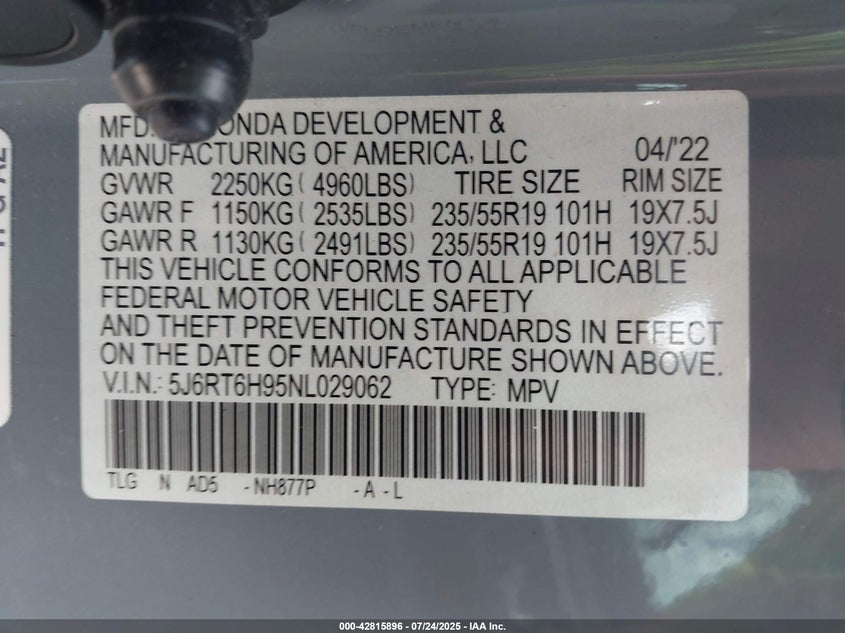 MFD. ONDA DEVELOPMENT &
MANUFACTURING OF AMERICA, LLC 04/'22
GVWR 2250KG ( 4960LBS) TIRE SIZE RIM SIZE
GAWR F 1150KG ( 2535LBS) 235/55R19 101H 19X7.5J
GAWR R 1130KG ( 2491LBS) 235/55R19 101H 19X7.5J
THIS VEHICLE CONFORMS TO ALL APPLICABLE
FEDERAL MOTOR VEHICLE SAFETY
AND THEFT PREVENTION STANDARDS IN EFFECT
ON THE DATE OF MANUFACTURE SHOWN ABOVE.
V.I.N.: 5J6RT6H95NL029062 TYPE: MPV
TLG N AD5 -NH877P -A -L
000-42815896 - 07/24/2025 - IAA Inc.